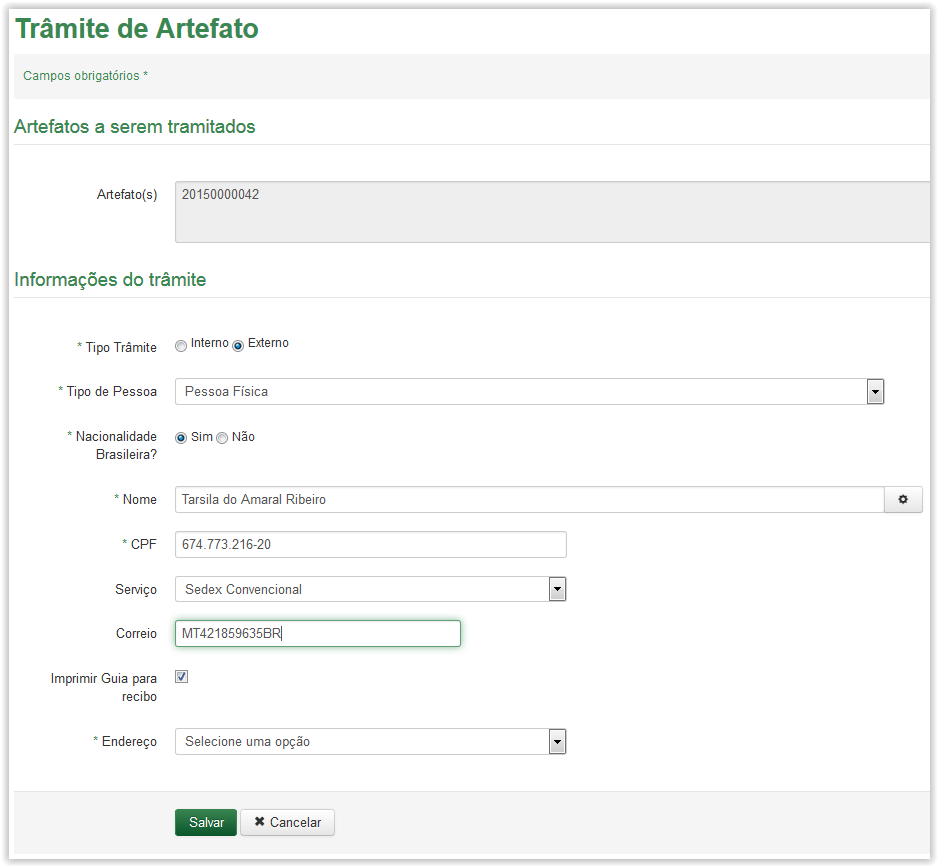 Trâmite de Artefato
Campos obrigatórios *
Artefatos a serem tramitados
Artefato(s) 20150000042
Informações do trâmite
* Tipo Trâmite Interno Externo
* Tipo de Pessoa Pessoa Física
* Nacionalidade
Brasileira? Sim Não
* Nome Tarsila do Amaral Ribeiro
* CPF 674.773.216-20
Serviço Sedex Convencional
Correio MT421859635BR
Imprimir Guia para
recibo
* Endereço Selecione uma opção
Salvar Cancelar